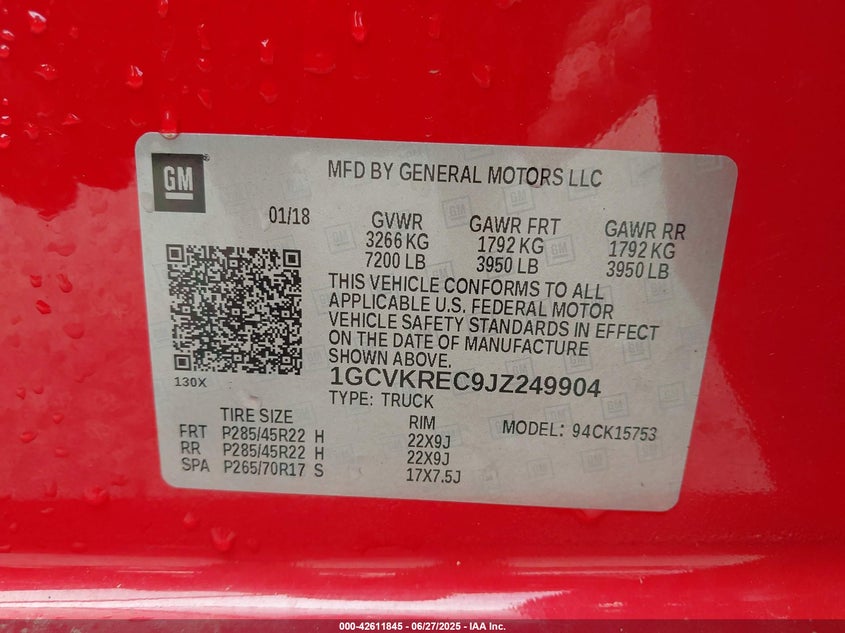 GM
®
MFD BY GENERAL MOTORS LLC
01/18
GVWR GAWR FRT GAWR RR
3266 KG 1792 KG 1792 KG
7200 LB 3950 LB 3950 LB
THIS VEHICLE CONFORMS TO ALL
APPLICABLE U.S. FEDERAL MOTOR
VEHICLE SAFETY STANDARDS IN EFFECT
ON THE DATE OF MANUFACTURE
SHOWN ABOVE.
130X
1GCVKREC9JZ249904
TYPE: TRUCK
TIRE SIZE RIM MODEL: 94CK15753
FRT P285/45R22 H 22X9J
RR P285/45R22 H 22X9J
SPA P265/70R17 S 17X7.5J
000-42611845 | 06/27/2025 - IAA Inc.